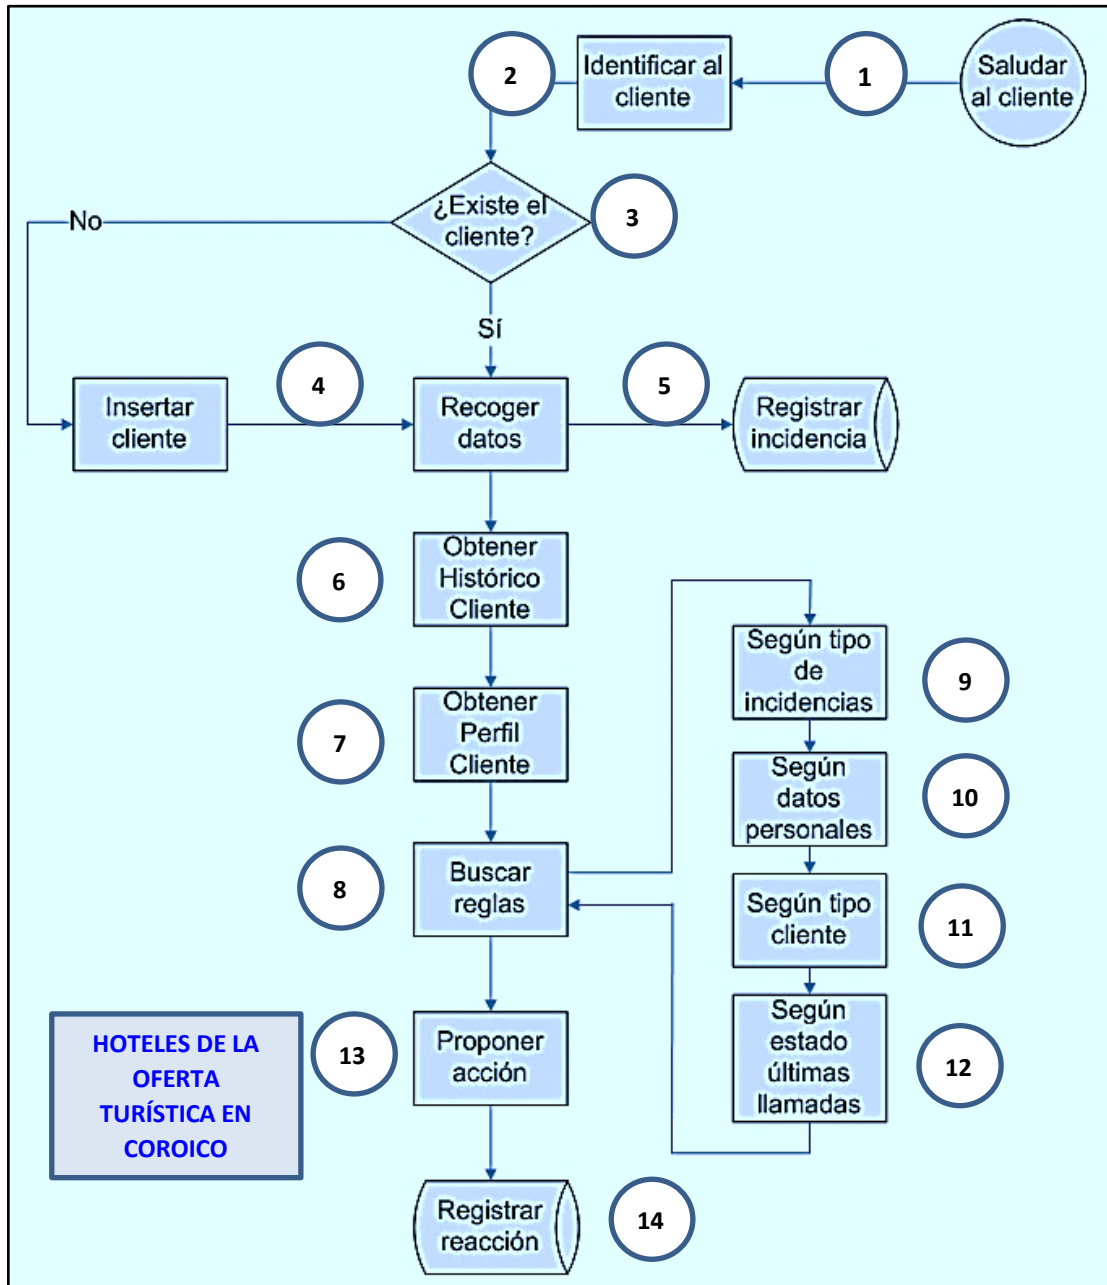 1
Saludar
al cliente
Identificar al
cliente
2
¿Existe el
cliente?
3
No
Sí
Insertar
cliente
4
Recoger
datos
5
Registrar
incidencia
6
Obtener
Histórico
Cliente
7
Obtener
Perfil
Cliente
8
Buscar
reglas
Según tipo
de
incidencias
9
Según
datos
personales
10
Según tipo
cliente
11
Según
estado
últimas
llamadas
12
HOTELES DE LA
OFERTA
TURÍSTICA EN
COROICO
13
Proponer
acción
Registrar
reacción
14